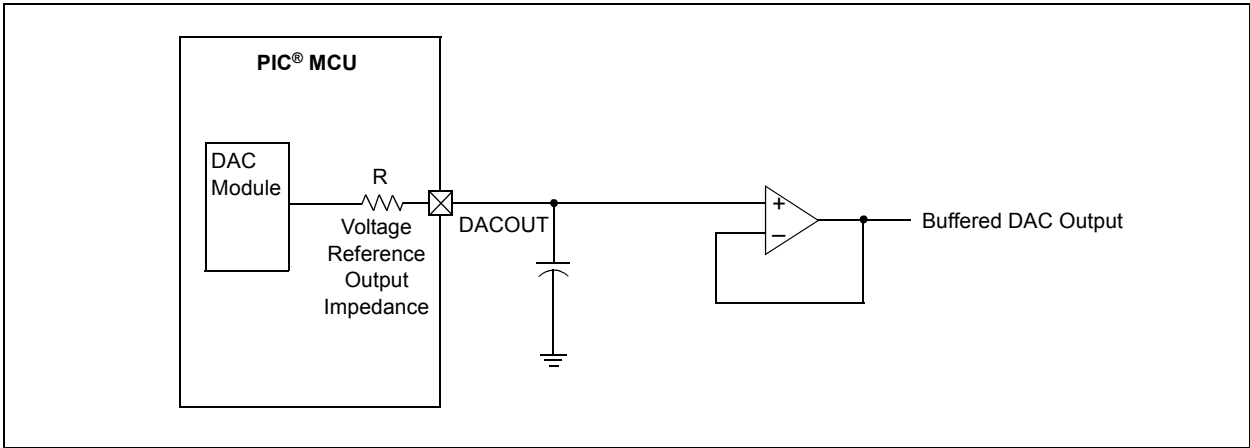 PIC® MCU
DAC
Module
R
DACOUT
Voltage
Reference
Output
Impedance
+
–
Buffered DAC Output